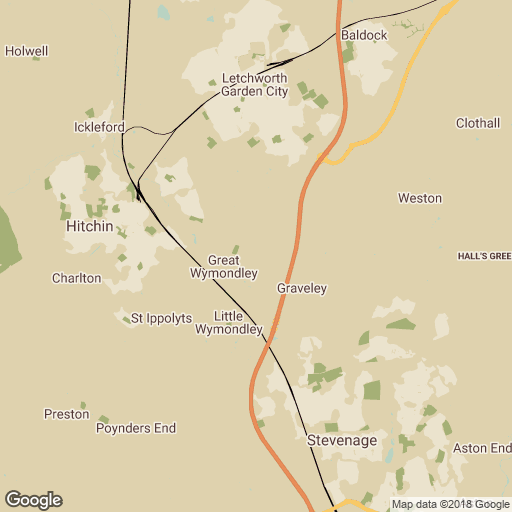 Baldock
Holwell
Letchworth
Garden City
Ickleford
Clothall
Weston
Hitchin
HALL'S GREE
Great
Wymondley
Charlton
Graveley
St Ippolyts
Little
Wymondley
Preston
Poynders End
Stevenage
Aston End
Google
Map data ©2018 Google